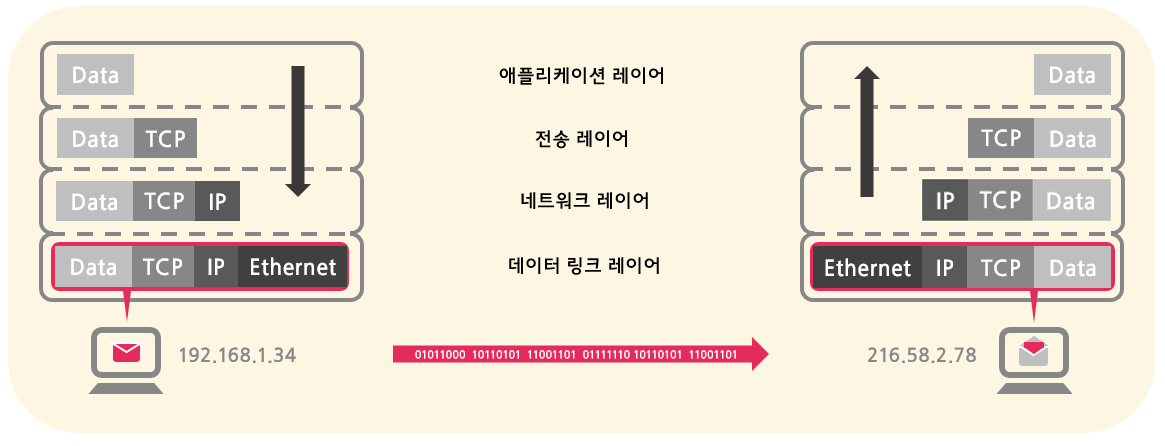 Data 애플리케이션 레이어 Data
Data TCP 전송 레이어 TCP Data
Data TCP IP 네트워크 레이어 IP TCP Data
Data TCP IP Ethernet 데이터 링크 레이어 Ethernet IP TCP Data
192.168.1.34 01011000 10110101 11001101 01111110 10110101 11001101 216.58.2.78